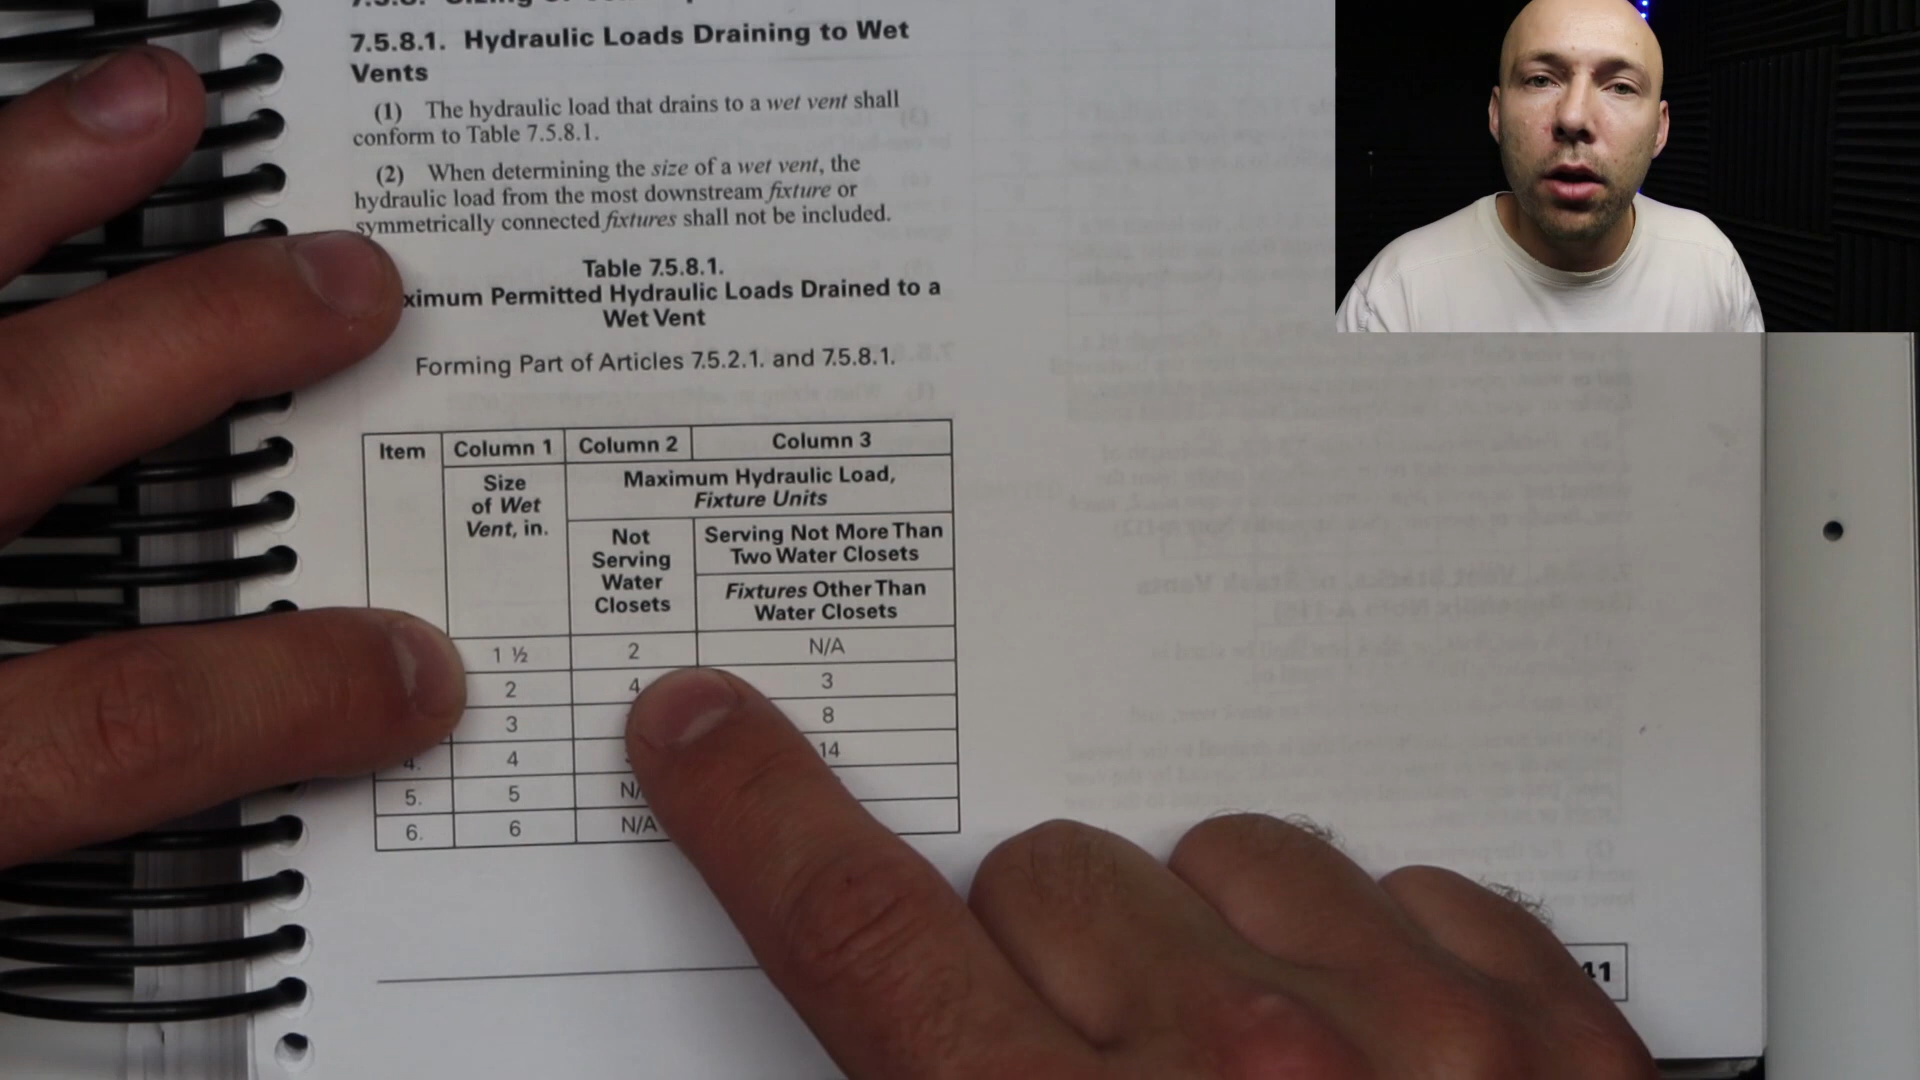 7.5.8.1. Hydraulic Loads Draining to Wet
Vents
(1) The hydraulic load that drains to a wet vent shall
conform to Table 7.5.8.1.
(2) When determining the size of a wet vent, the
hydraulic load from the most downstream fixture or
symmetrically connected fixtures shall not be included.
Table 7.5.8.1.
ximum Permitted Hydraulic Loads Drained to a
Wet Vent
Forming Part of Articles 7.5.2.1. and 7.5.8.1.
Item Column 1 Column 2 Column 3
Size
of Wet
Vent, in.
Maximum Hydraulic Load,
Fixture Units
Not
Serving
Water
Closets
Serving Not More Than
Two Water Closets
Fixtures Other Than
Water Closets
1 ½ 2 N/A
2 4 3
3 8
4. 4 14
5. 5 N/
6. 6 N/A
41